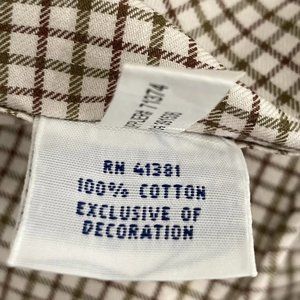 RN 41381
100% COTTON
EXCLUSIVE OF
DECORATION